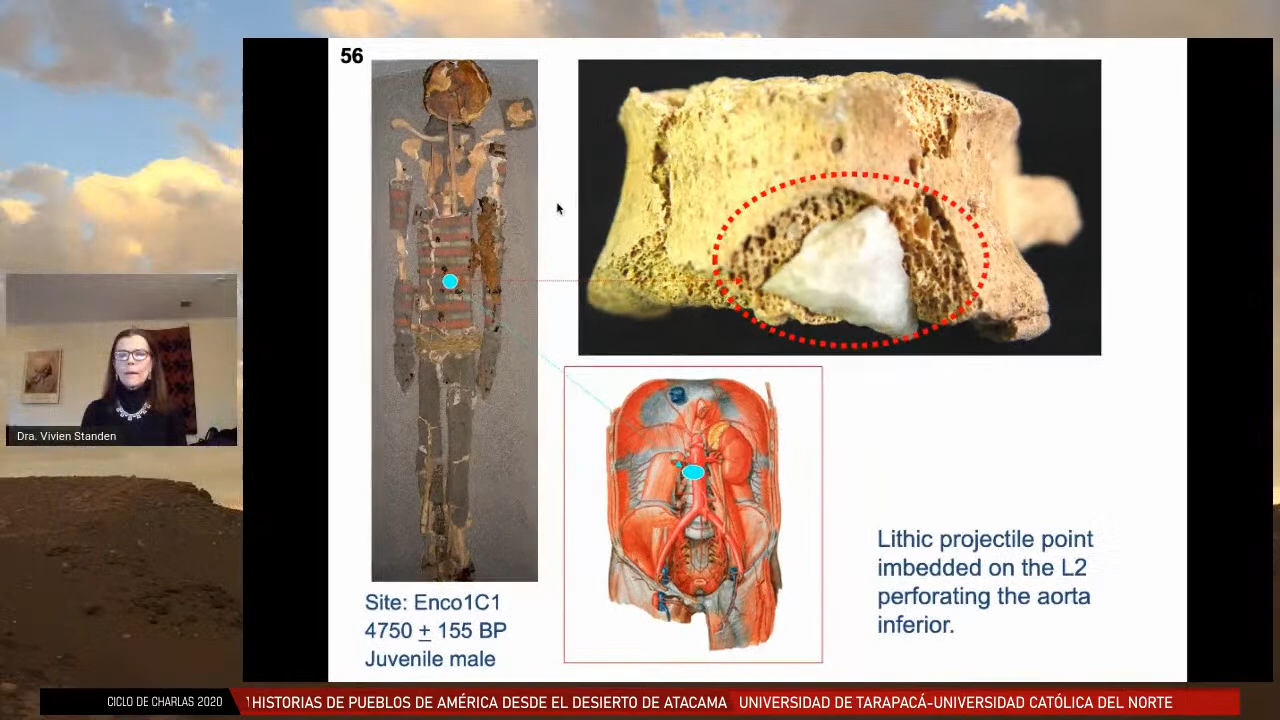 56
Site: Enco1C1
4750 ± 155 BP
Juvenile male
Lithic projectile point
imbedded on the L2
perforating the aorta
inferior.
Dra. Vivien Standen
CICLO DE CHARLAS 2020
HISTORIAS DE PUEBLOS DE AMÉRICA DESDE EL DESIERTO DE ATACAMA
UNIVERSIDAD DE TARAPACÁ-UNIVERSIDAD CATÓLICA DEL NORTE